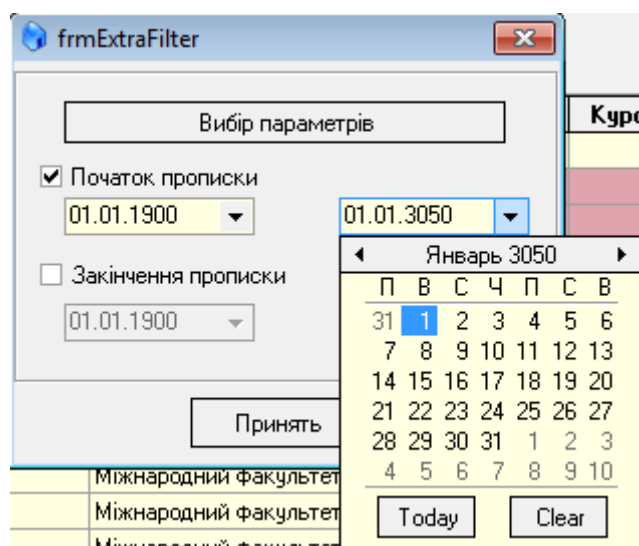 frmExtraFilter
Вибір параметрів
Початок прописки
01.01.1900 01.01.3050
Закінчення прописки
01.01.1900
Январь 3050
П В С Ч П С В
31 1 2 3 4 5 6
7 8 9 10 11 12 13
14 15 16 17 18 19 20
21 22 23 24 25 26 27
28 29 30 31 1 2 3
4 5 6 7 8 9 10
Today Clear
Принять
Міжнародний факультет
Міжнародний факультет